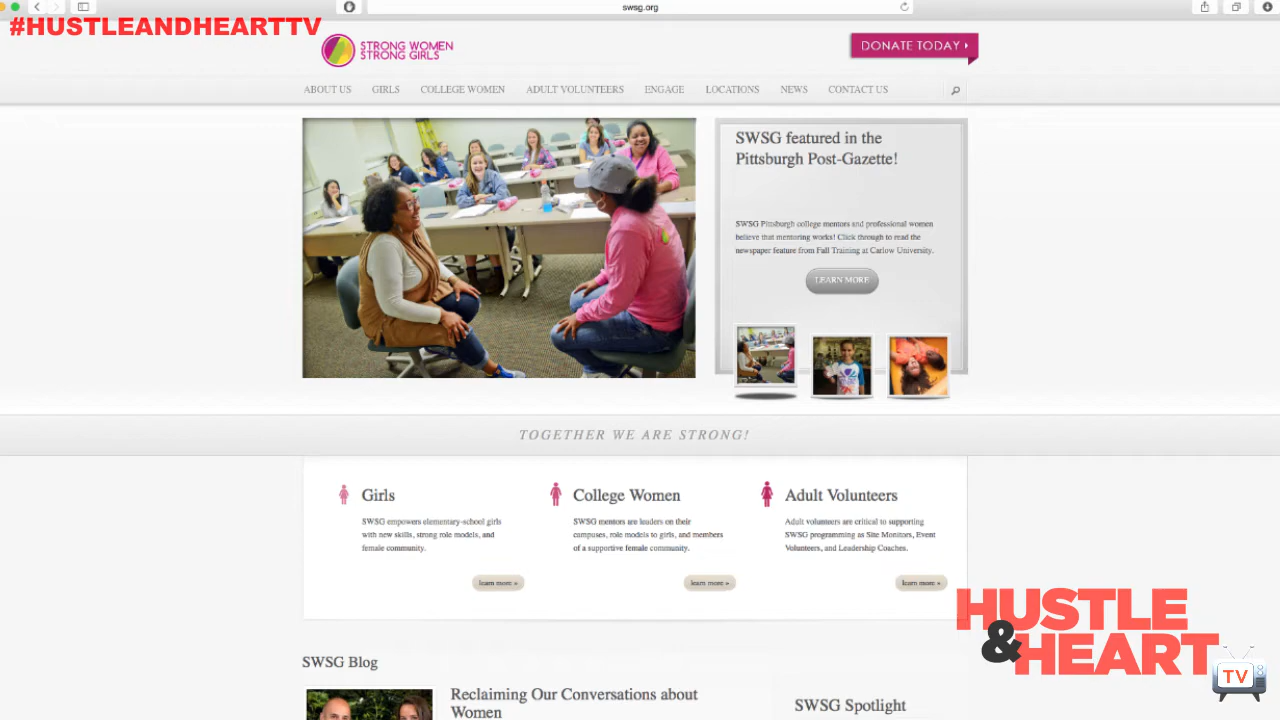 swsg.org
#HUSTLEANDHEARTTV
STRONG WOMEN
STRONG GIRLS
DONATE TODAY
ABOUT US GIRLS COLLEGE WOMEN ADULT VOLUNTEERS ENGAGE LOCATIONS NEWS CONTACT US
SWSG featured in the
Pittsburgh Post-Gazette!
SWSG Pittsburgh college mentors and professional women
believe that mentoring works! Click through to read the
newspaper feature from Fall Training at Carlow University.
LEARN MORE
TOGETHER WE ARE STRONG!
Girls
SWSG empowers elementary-school girls
with new skills, strong role models, and
female community.
learn more »
College Women
SWSG mentors are leaders on their
campuses, role models to girls, and members
of a supportive female community.
learn more »
Adult Volunteers
Adult volunteers are critical to supporting
SWSG programming as Site Monitors, Event
Volunteers, and Leadership Coaches.
learn more »
SWSG Blog
Reclaiming Our Conversations about
Women
SWSG Spotlight
HUSTLE
&HEART
TV